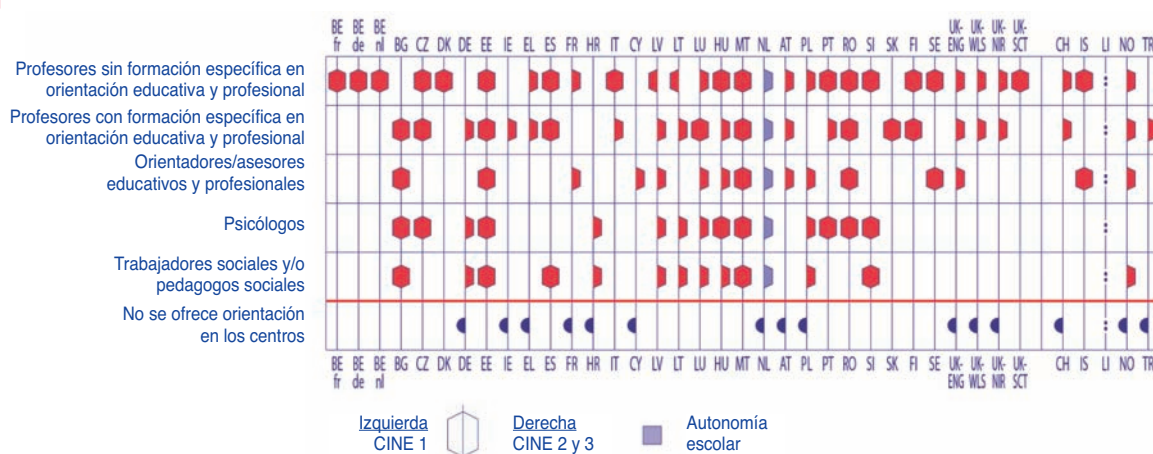 BE BE BE UK- UK- UK- UK-
fr de nl BG CZ DK DE EE IE EL ES FR HR IT CY LV LT LU HU MT NL AT PL PT RO SI SK FI SE ENG WLS NIR SCT CH IS LI NO TR
Profesores sin formación específica en
orientación educativa y profesional
Profesores con formación específica en
orientación educativa y profesional
Orientadores/asesores
educativos y profesionales
Psicólogos
Trabajadores sociales y/o
pedagogos sociales
No se ofrece orientación
en los centros
BE BE BE BG CZ DK DE EE IE EL ES FR HR IT CY LV LT LU HU MT NL AT PL PT RO SI SK FI SE UK- UK- UK- UK- CH IS LI NO TR
fr de nl ENG WLS NIR SCT
Izquierda Derecha Autonomía
CINE 1 CINE 2 y 3 escolar